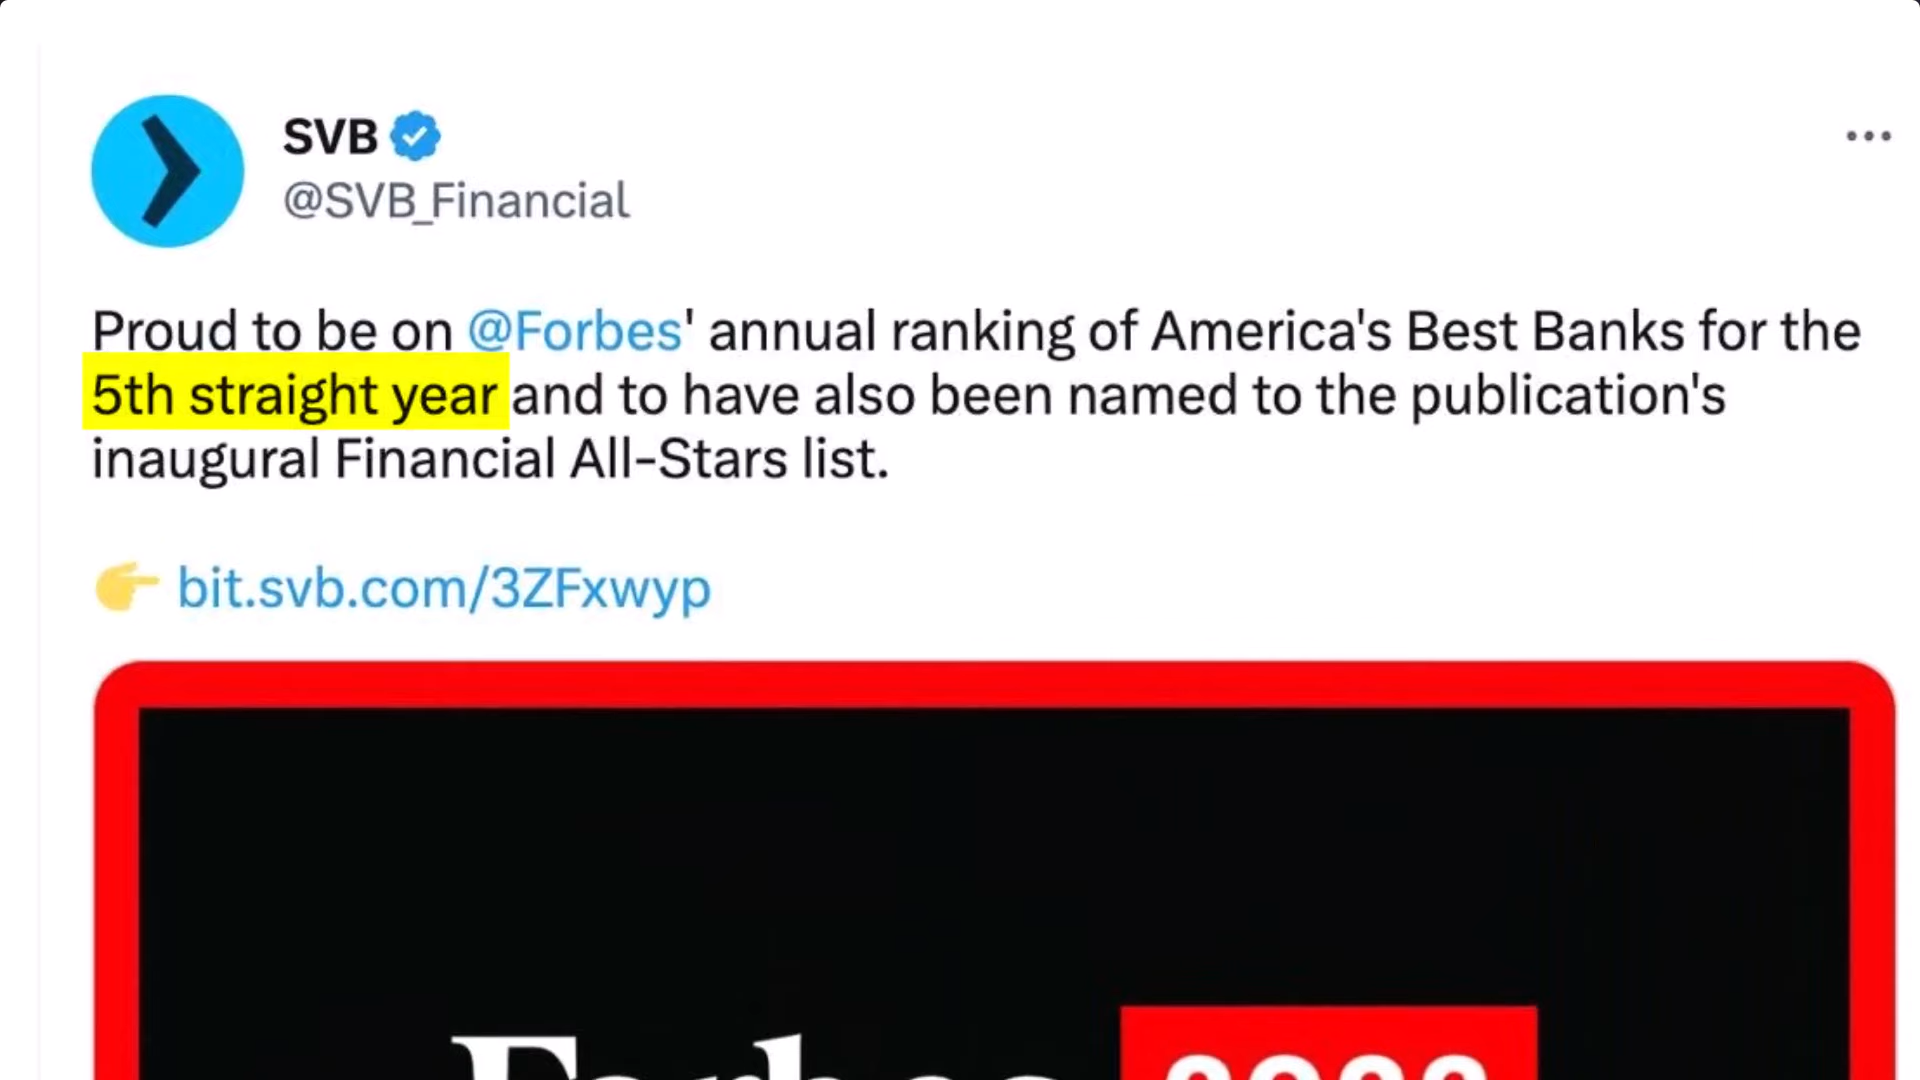 SVB
@SVB_Financial
Proud to be on @Forbes' annual ranking of America's Best Banks for the
5th straight year and to have also been named to the publication's
inaugural Financial All-Stars list.
👉 bit.svb.com/3ZFxwyp
Forbes